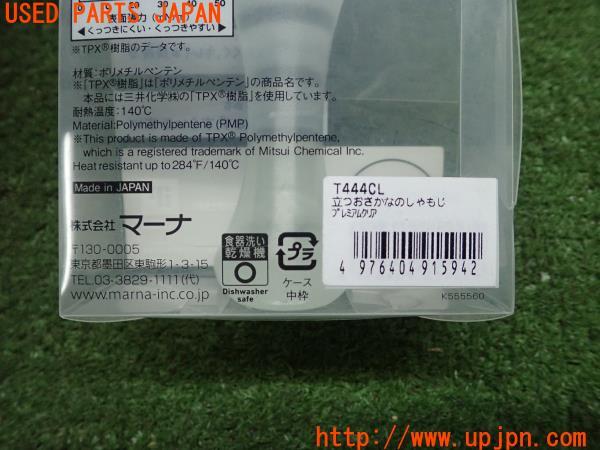 USED PARTS JAPAN
30 40 50
表面張力
◀くっつきにくい・くっつきやすい▶
※TPX®樹脂のデータです。
材質:ポリメチルペンテン
※「TPX®樹脂」は「ポリメチルペンテン」の商品名です。
本品には三井化学㈱の「TPX®樹脂」を使用しています。
耐熱温度:140℃
Material:Polymethylpentene (PMP)
※This product is made of TPX® Polymethylpentene,
which is a registered trademark of Mitsui Chemical Inc.
Heat resistant up to 284°F/140℃
Made in JAPAN
株式会社 マーナ
〒130-0005
東京都墨田区東駒形1-3-15
TEL.03-3829-1111(代)
www.marna-inc.co.jp
食器洗い
乾燥機
Dishwasher
safe
プラ
ケース
中枠
T444CL
立つおさかなのしゃもじ
プレミアムクリア
4 976404 915942
K555560
http://www.upjpn.com